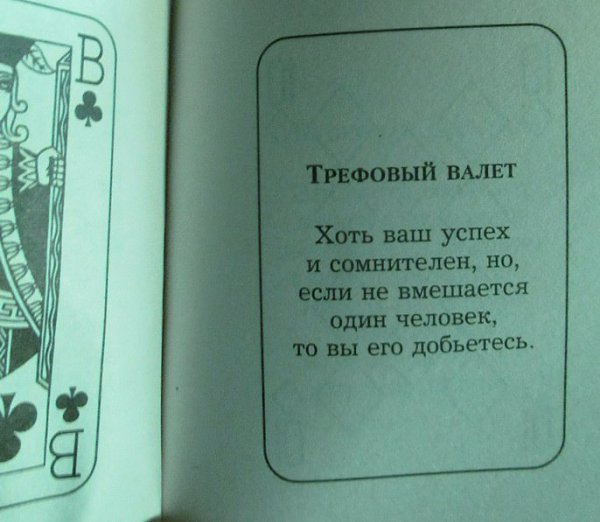 В
В
Трефовый валет
Хоть ваш успех
и сомнителен, но,
если не вмешается
один человек,
то вы его добьетесь.